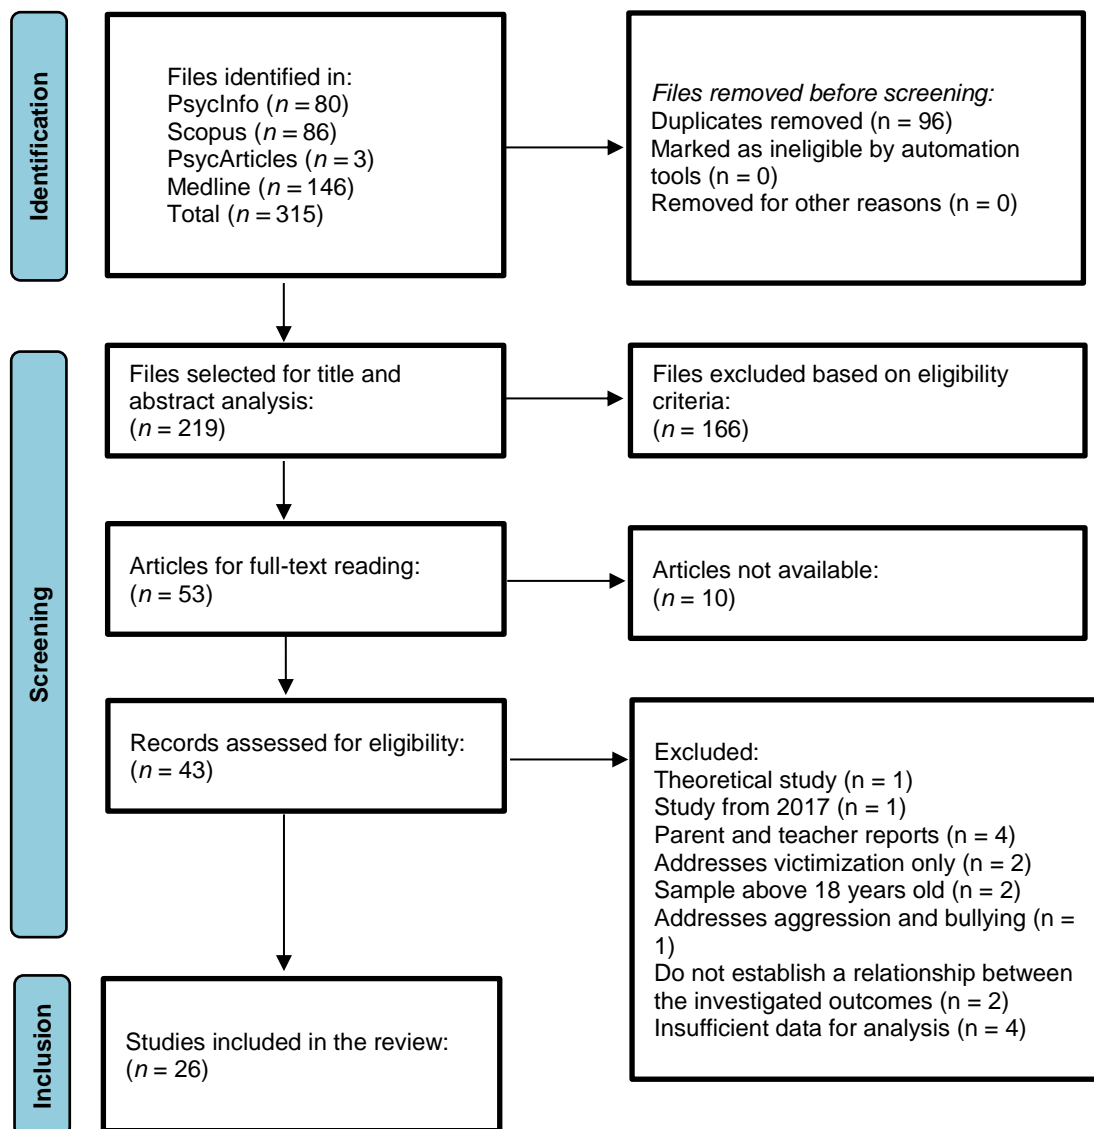 Identification
Files identified in:
PsycInfo (n = 80)
Scopus (n = 86)
PsycArticles (n = 3)
Medline (n = 146)
Total (n = 315)
Files removed before screening:
Duplicates removed (n = 96)
Marked as ineligible by automation
tools (n = 0)
Removed for other reasons (n = 0)
Screening
Files selected for title and
abstract analysis:
(n = 219)
Files excluded based on eligibility
criteria:
(n = 166)
Articles for full-text reading:
(n = 53)
Articles not available:
(n = 10)
Records assessed for eligibility:
(n = 43)
Excluded:
Theoretical study (n = 1)
Study from 2017 (n = 1)
Parent and teacher reports (n = 4)
Addresses victimization only (n = 2)
Sample above 18 years old (n = 2)
Addresses aggression and bullying (n =
1)
Do not establish a relationship between
the investigated outcomes (n = 2)
Insufficient data for analysis (n = 4)
Inclusion
Studies included in the review:
(n = 26)